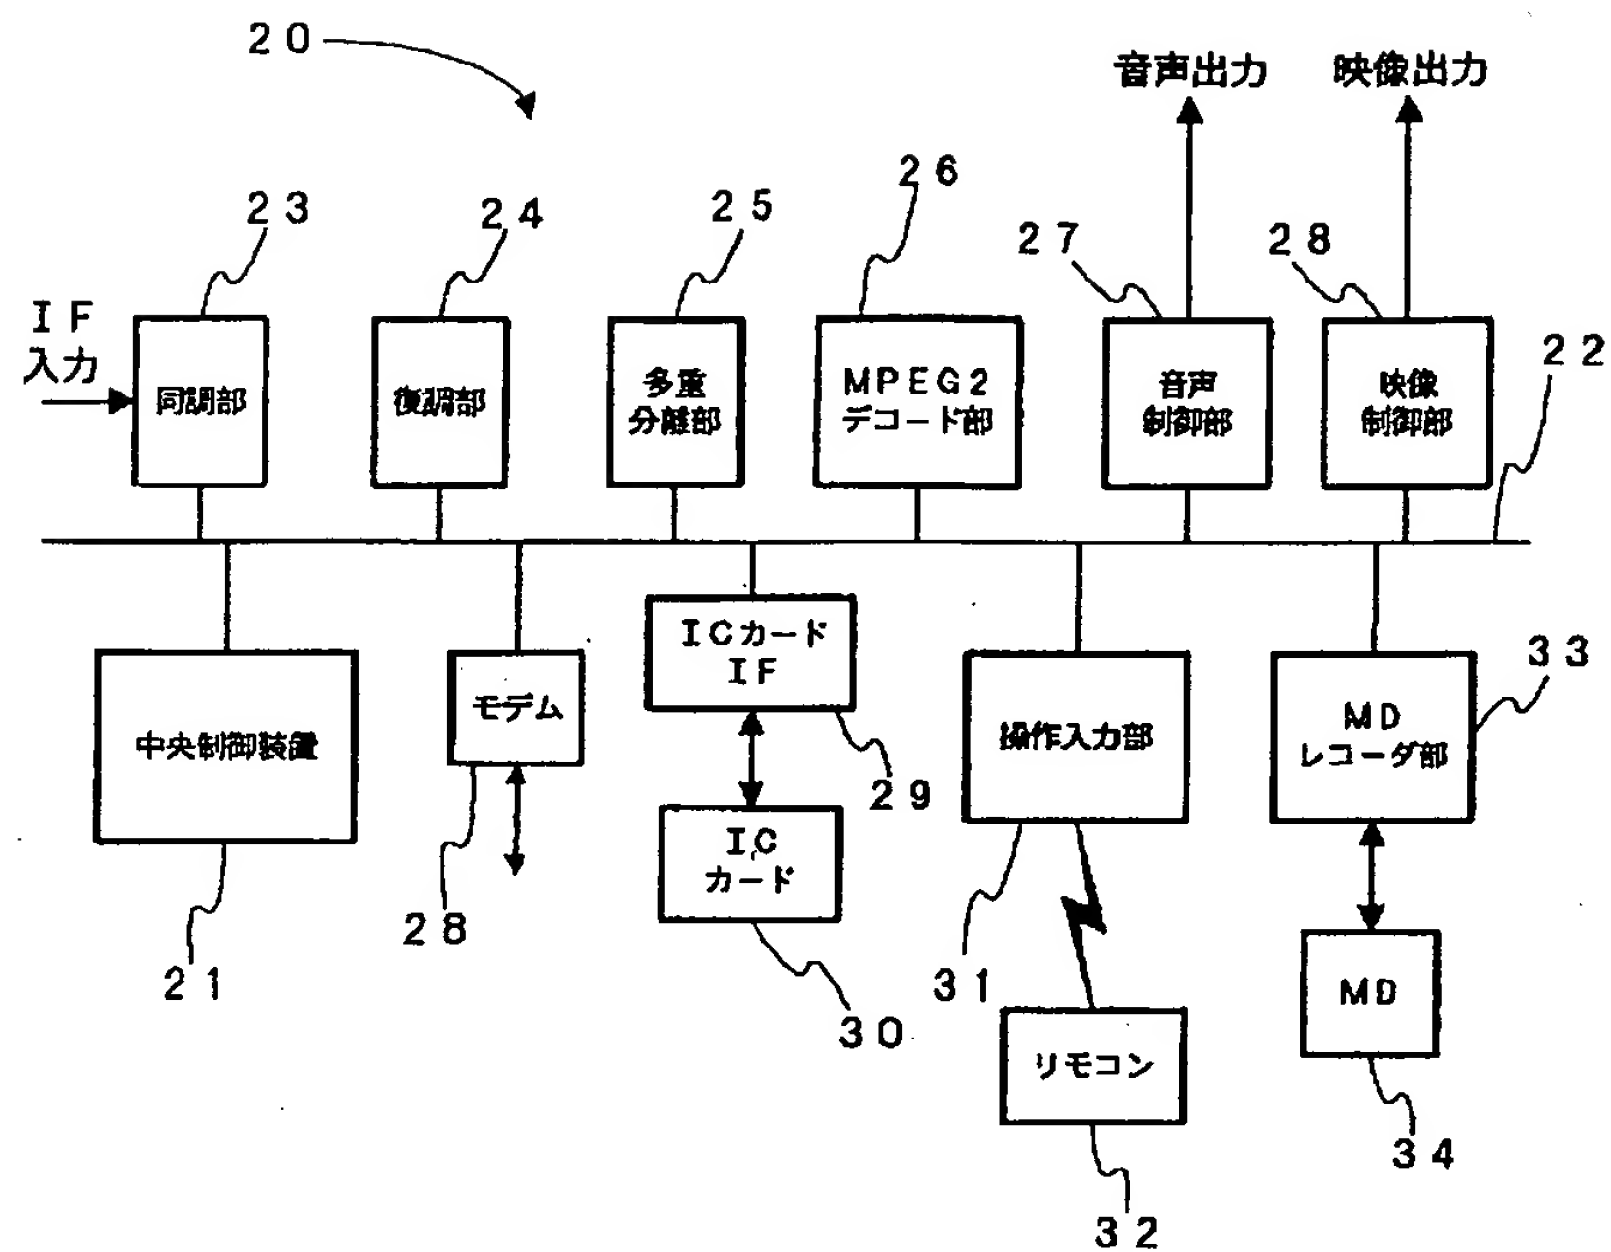 20
音声出力
映像出力
23
24
25
26
27
28
IF
入力
同調部
復調部
多重
分離部
MPEG2
デコード部
音声
制御部
映像
制御部
22
中央制御装置
モデム
ICカード
IF
操作入力部
MD
レコーダ部
33
29
IC
カード
28
21
30
31
MD
リモコン
34
32